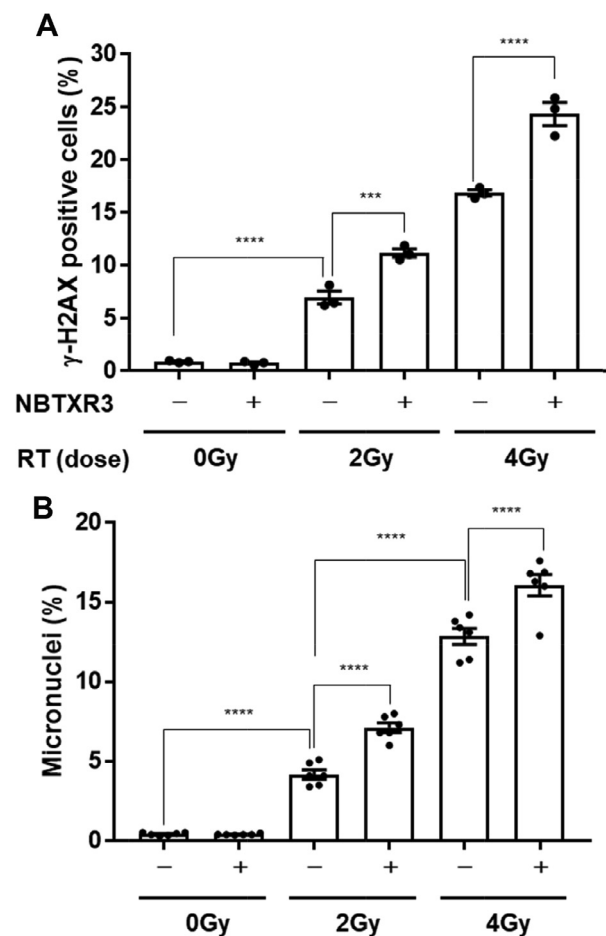 A
γ-H2AX positive cells (%)
30
25
20
15
10
5
0
****
***
****
NBTXR3
− + − + − +
RT (dose) 0Gy 2Gy 4Gy
B
Micronuclei (%)
20
15
10
5
0
****
****
****
****
− + − + − +
0Gy 2Gy 4Gy